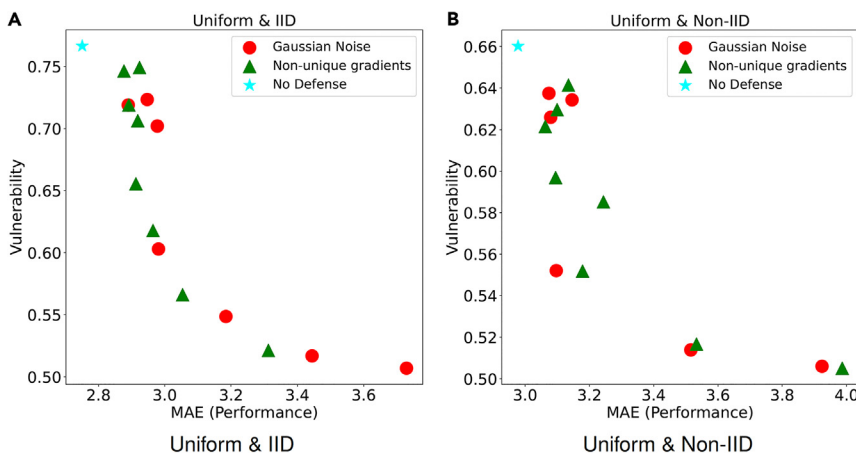 A
Uniform & IID
Gaussian Noise
Non-unique gradients
No Defense
0.75
0.70
0.65
0.60
0.55
0.50
Vulnerability
2.8 3.0 3.2 3.4 3.6
MAE (Performance)
Uniform & IID
B
Uniform & Non-IID
Gaussian Noise
Non-unique gradients
No Defense
0.66
0.64
0.62
0.60
0.58
0.56
0.54
0.52
0.50
Vulnerability
3.0 3.2 3.4 3.6 3.8 4.0
MAE (Performance)
Uniform & Non-IID